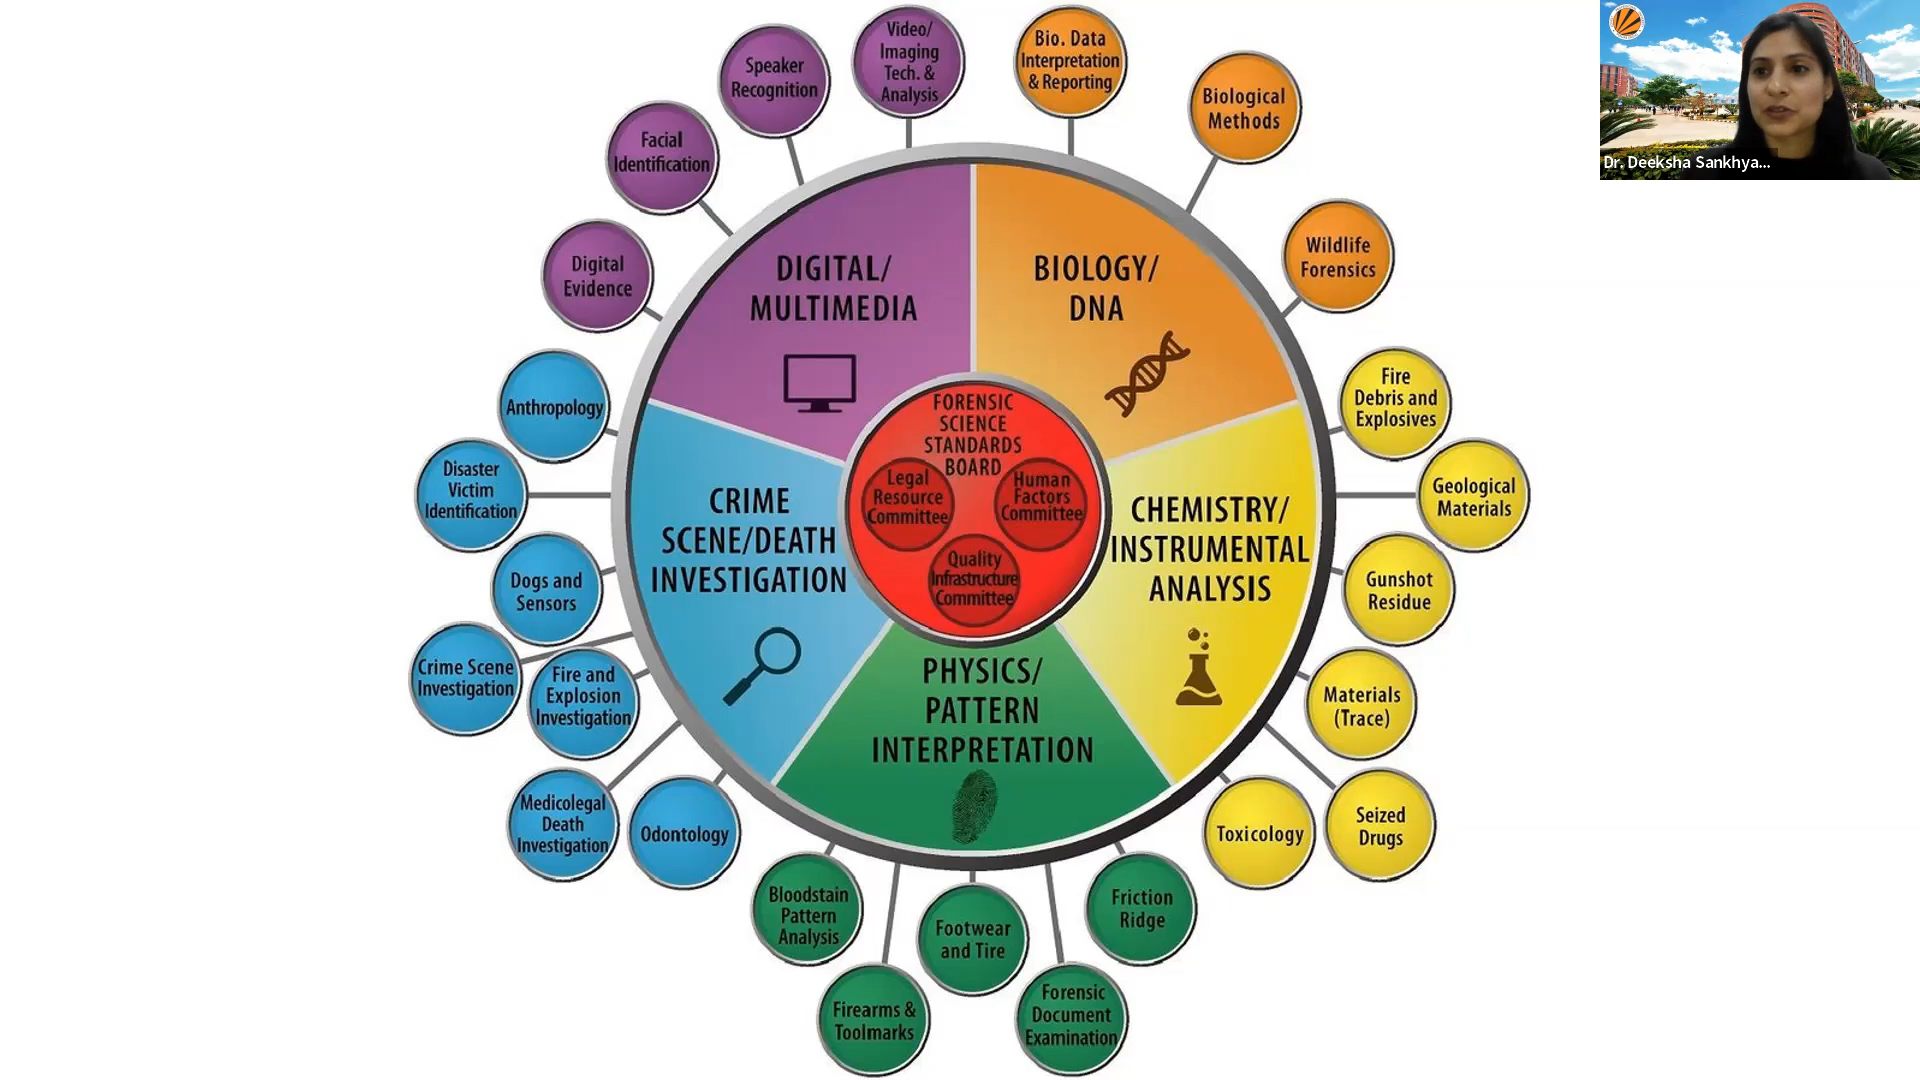 Video/
Imaging
Tech. &
Analysis
Bio. Data
Interpretation
& Reporting
Speaker
Recognition
Biological
Methods
Facial
Identification
Wildlife
Forensics
Digital
Evidence
Dr. Deeksha Sankhya...
DIGITAL/
MULTIMEDIA
BIOLOGY/
DNA
Anthropology
Fire
Debris and
Explosives
FORENSIC
SCIENCE
STANDARDS
BOARD
Legal
Resource
Committee
Human
Factors
Committee
Quality
Infrastructure
Committee
Disaster
Victim
Identification
Geological
Materials
CRIME
SCENE/DEATH
INVESTIGATION
CHEMISTRY/
INSTRUMENTAL
ANALYSIS
Dogs and
Sensors
Gunshot
Residue
Crime Scene
Investigation
Fire and
Explosion
Investigation
Materials
(Trace)
PHYSICS/
PATTERN
INTERPRETATION
Medicolegal
Death
Investigation
Odontology
Toxicology
Seized
Drugs
Bloodstain
Pattern
Analysis
Footwear
and Tire
Friction
Ridge
Firearms &
Toolmarks
Forensic
Document
Examination